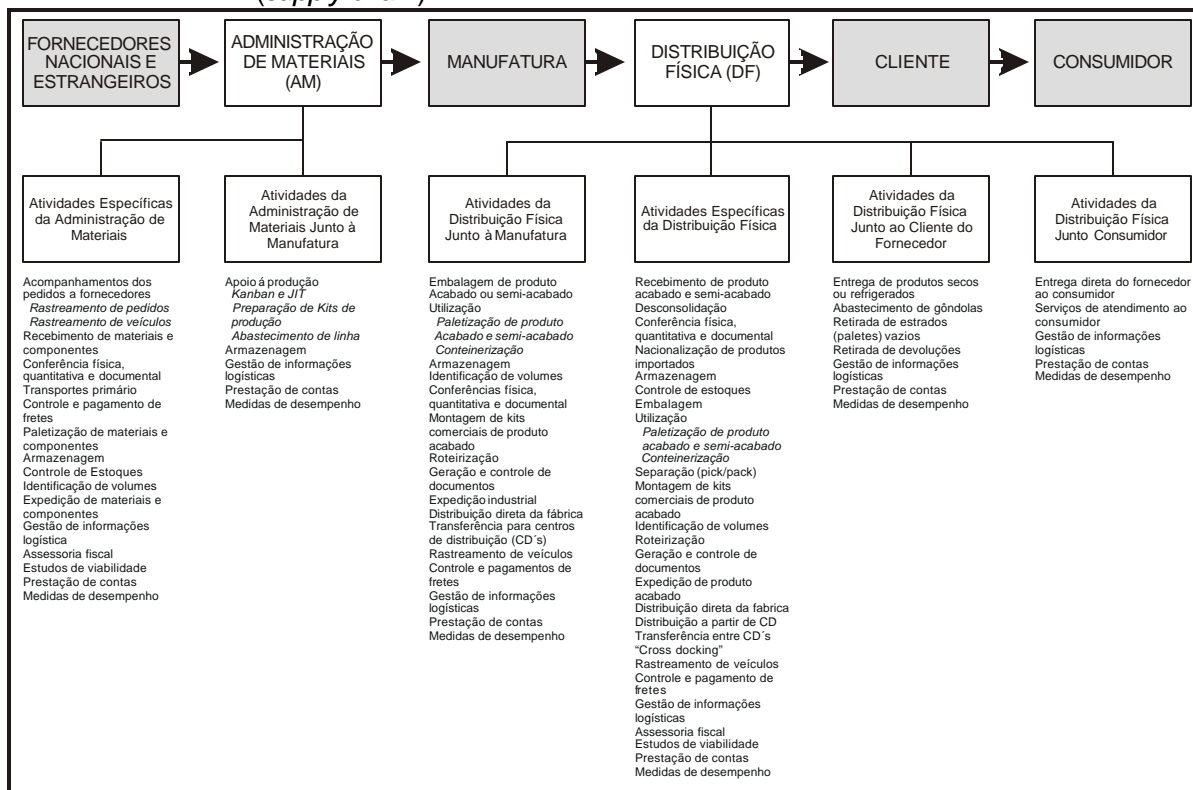 FORNECEDORES
NACIONAIS E
ESTRANGEIROS
ADMINISTRAÇÃO
DE MATERIAIS
(AM)
MANUFATURA
DISTRIBUIÇÃO
FÍSICA (DF)
CLIENTE
CONSUMIDOR
Atividades Específicas
da Administração de
Materiais
Atividades da
Administração de
Materiais Junto à
Manufatura
Atividades da
Distribuição Física
Junto à Manufatura
Atividades Específicas
da Distribuição Física
Atividades da
Distribuição Física
Junto ao Cliente do
Fornecedor
Atividades da
Distribuição Física
Junto Consumidor
Acompanhamentos dos
pedidos a fornecedores
Rastreamento de pedidos
Rastreamento de veículos
Recebimento de materiais e
componentes
Conferência física,
quantitativa e documental
Transportes primário
Controle e pagamento de
fretes
Paletização de materiais e
componentes
Armazenagem
Controle de Estoques
Identificação de volumes
Expedição de materiais e
componentes
Gestão de informações
logística
Assessoria fiscal
Estudos de viabilidade
Prestação de contas
Medidas de desempenho
Apoio á produção
Kanban e JIT
Preparação de Kits de
produção
Abastecimento de linha
Armazenagem
Gestão de informações
logísticas
Prestação de contas
Medidas de desempenho
Embalagem de produto
Acabado ou semi-acabado
Utilização
Paletização de produto
Acabado e semi-acabado
Conteinerização
Armazenagem
Identificação de volumes
Conferências física,
quantitativa e documental
Montagem de kits
comerciais de produto
acabado
Roteirização
Geração e controle de
documentos
Expedição industrial
Distribuição direta da fábrica
Transferência para centros
de distribuição (CD´s)
Rastreamento de veículos
Controle e pagamentos de
fretes
Gestão de informações
logísticas
Prestação de contas
Medidas de desempenho
Recebimento de produto
acabado e semi-acabado
Desconsolidação
Conferência física,
quantitativa e documental
Nacionalização de produtos
importados
Armazenagem
Controle de estoques
Embalagem
Utilização
Paletização de produto
acabado e semi-acabado
Conteinerização
Separação (pick/pack)
Montagem de kits
comerciais de produto
acabado
Identificação de volumes
Roteirização
Geração e controle de
documentos
Expedição de produto
acabado
Distribuição direta da fabrica
Distribuição a partir de CD
Transferência entre CD´s
“Cross docking”
Rastreamento de veículos
Controle e pagamento de
fretes
Gestão de informações
logísticas
Assessoria fiscal
Estudos de viabilidade
Prestação de contas
Medidas de desempenho
Entrega de produtos secos
ou refrigerados
Abastecimento de gôndolas
Retirada de estrados
(paletes) vazios
Retirada de devoluções
Gestão de informações
logísticas
Prestação de contas
Medidas de desempenho
Entrega direta do fornecedor
ao consumidor
Serviços de atendimento ao
consumidor
Gestão de informações
logísticas
Prestação de contas
Medidas de desempenho